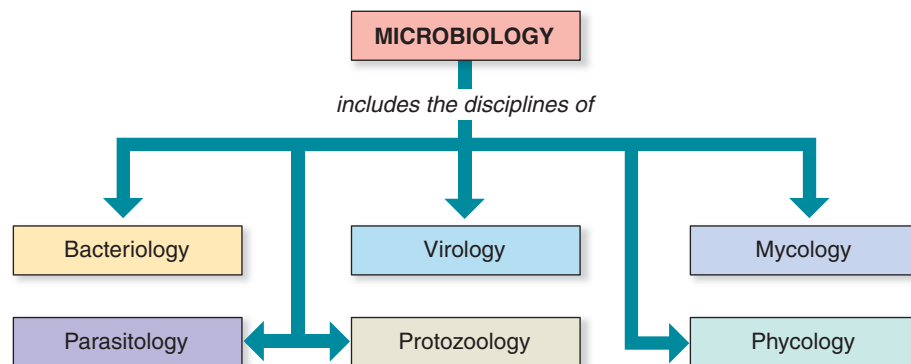 MICROBIOLOGY
includes the disciplines of
Bacteriology
Virology
Mycology
Parasitology
Protozoology
Phycology